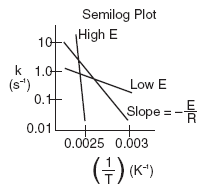 Semilog Plot
High E
10
k
1.0
(s⁻¹)
Low E
0.1
Slope = -E/R
0.01
0.0025 0.003
(1/T) (K⁻¹)